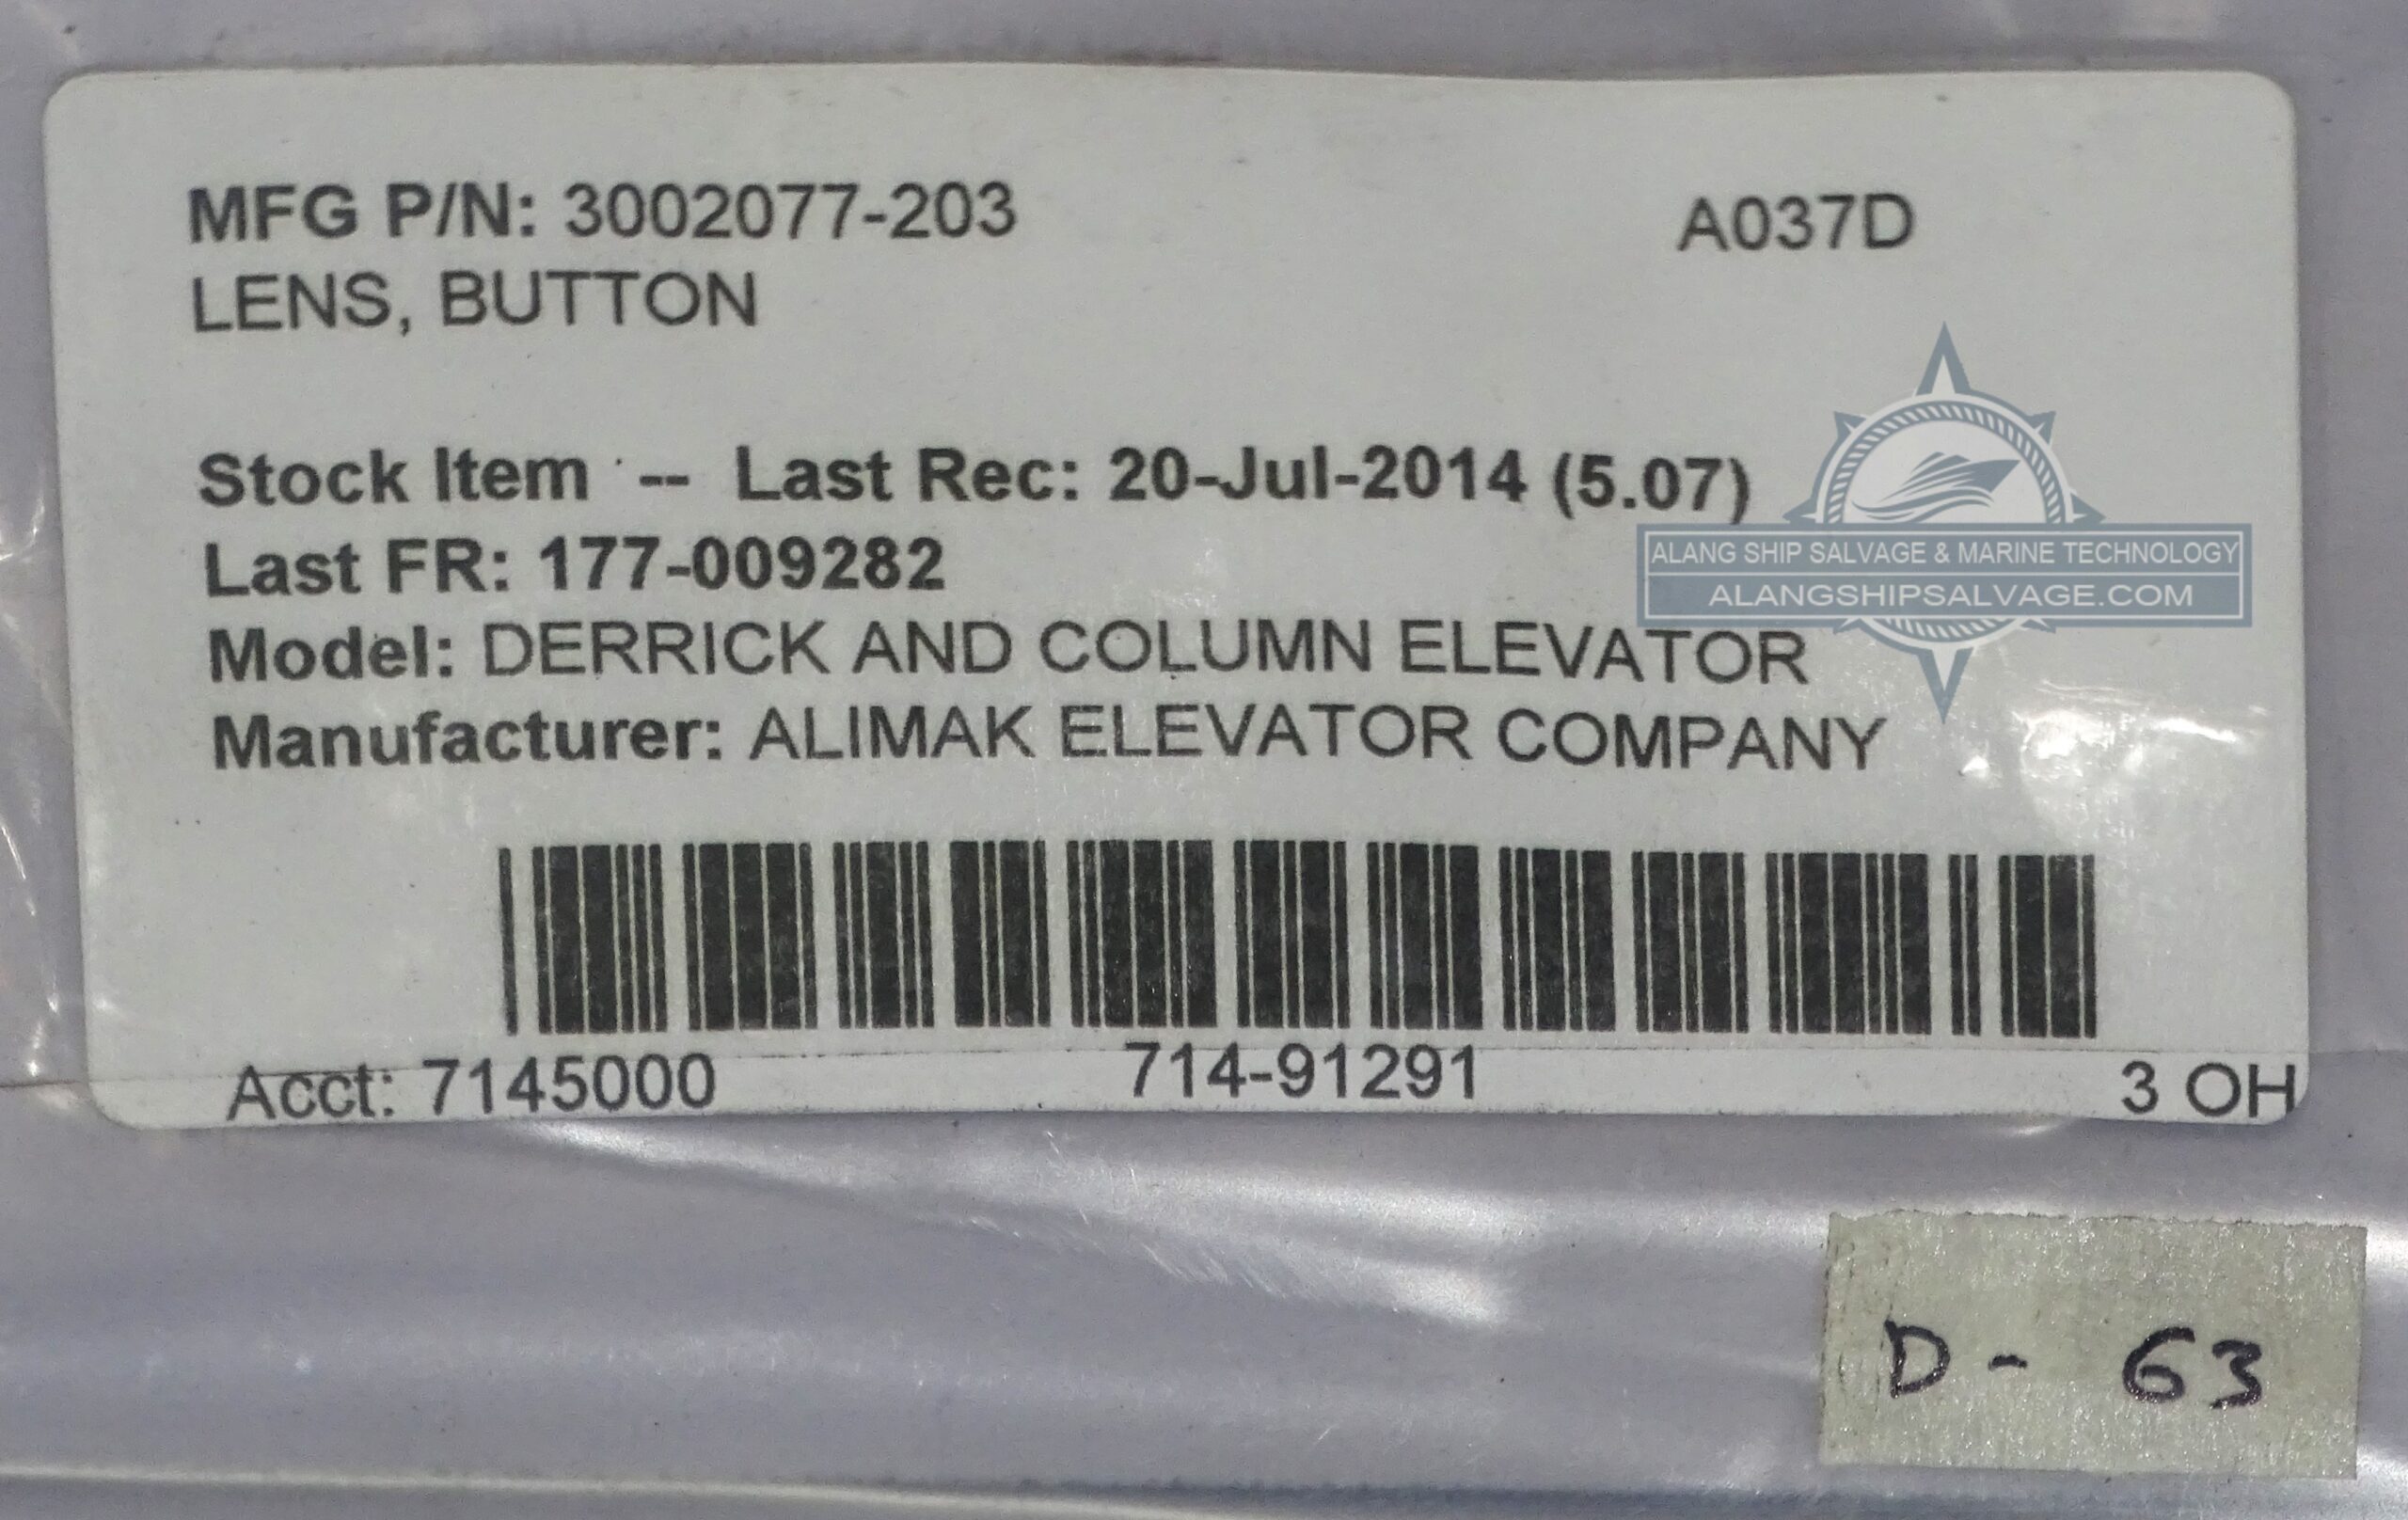 MFG P/N: 3002077-203
A037D
LENS, BUTTON
Stock Item -- Last Rec: 20-Jul-2014 (5.07)
Last FR: 177-009282
ALANG SHIP SALVAGE & MARINE TECHNOLOGY
ALANGSHIPSALVAGE.COM
Model: DERRICK AND COLUMN ELEVATOR
Manufacturer: ALIMAK ELEVATOR COMPANY
Acct: 7145000
714-91291
3 OH
D- 63